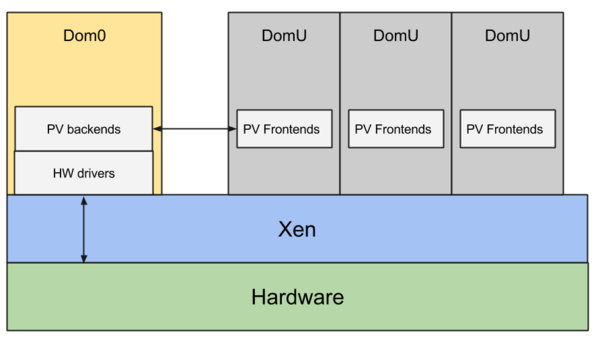 Dom0
DomU
DomU
DomU
PV backends
PV Frontends
PV Frontends
PV Frontends
HW drivers
Xen
Hardware